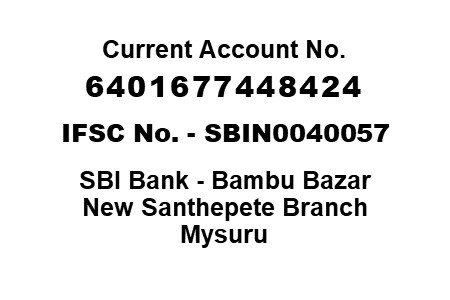 Current Account No.
6401677448424
IFSC No. - SBIN0040057
SBI Bank - Bambu Bazar
New Santhepete Branch
Mysuru